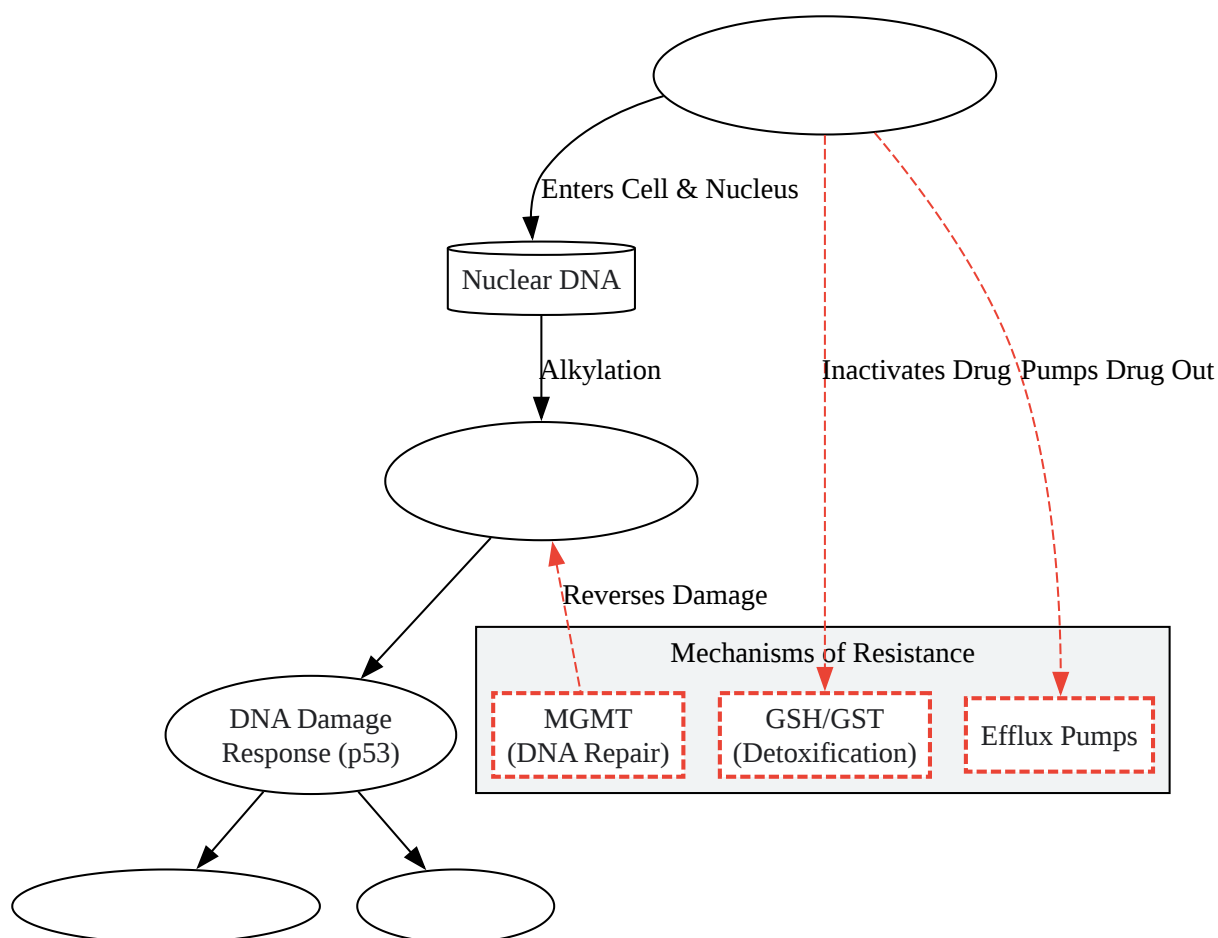 Enters Cell & Nucleus
Nuclear DNA
Alkylation
Inactivates Drug
Pumps Drug Out
Reverses Damage
Mechanisms of Resistance
DNA Damage
Response (p53)
MGMT
(DNA Repair)
GSH/GST
(Detoxification)
Efflux Pumps